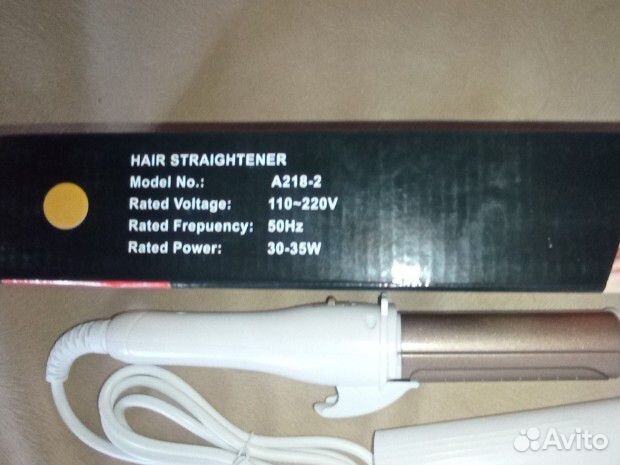 HAIR STRAIGHTENER
Model No.: A218-2
Rated Voltage: 110~220V
Rated Frepuency: 50Hz
Rated Power: 30-35W
Avito